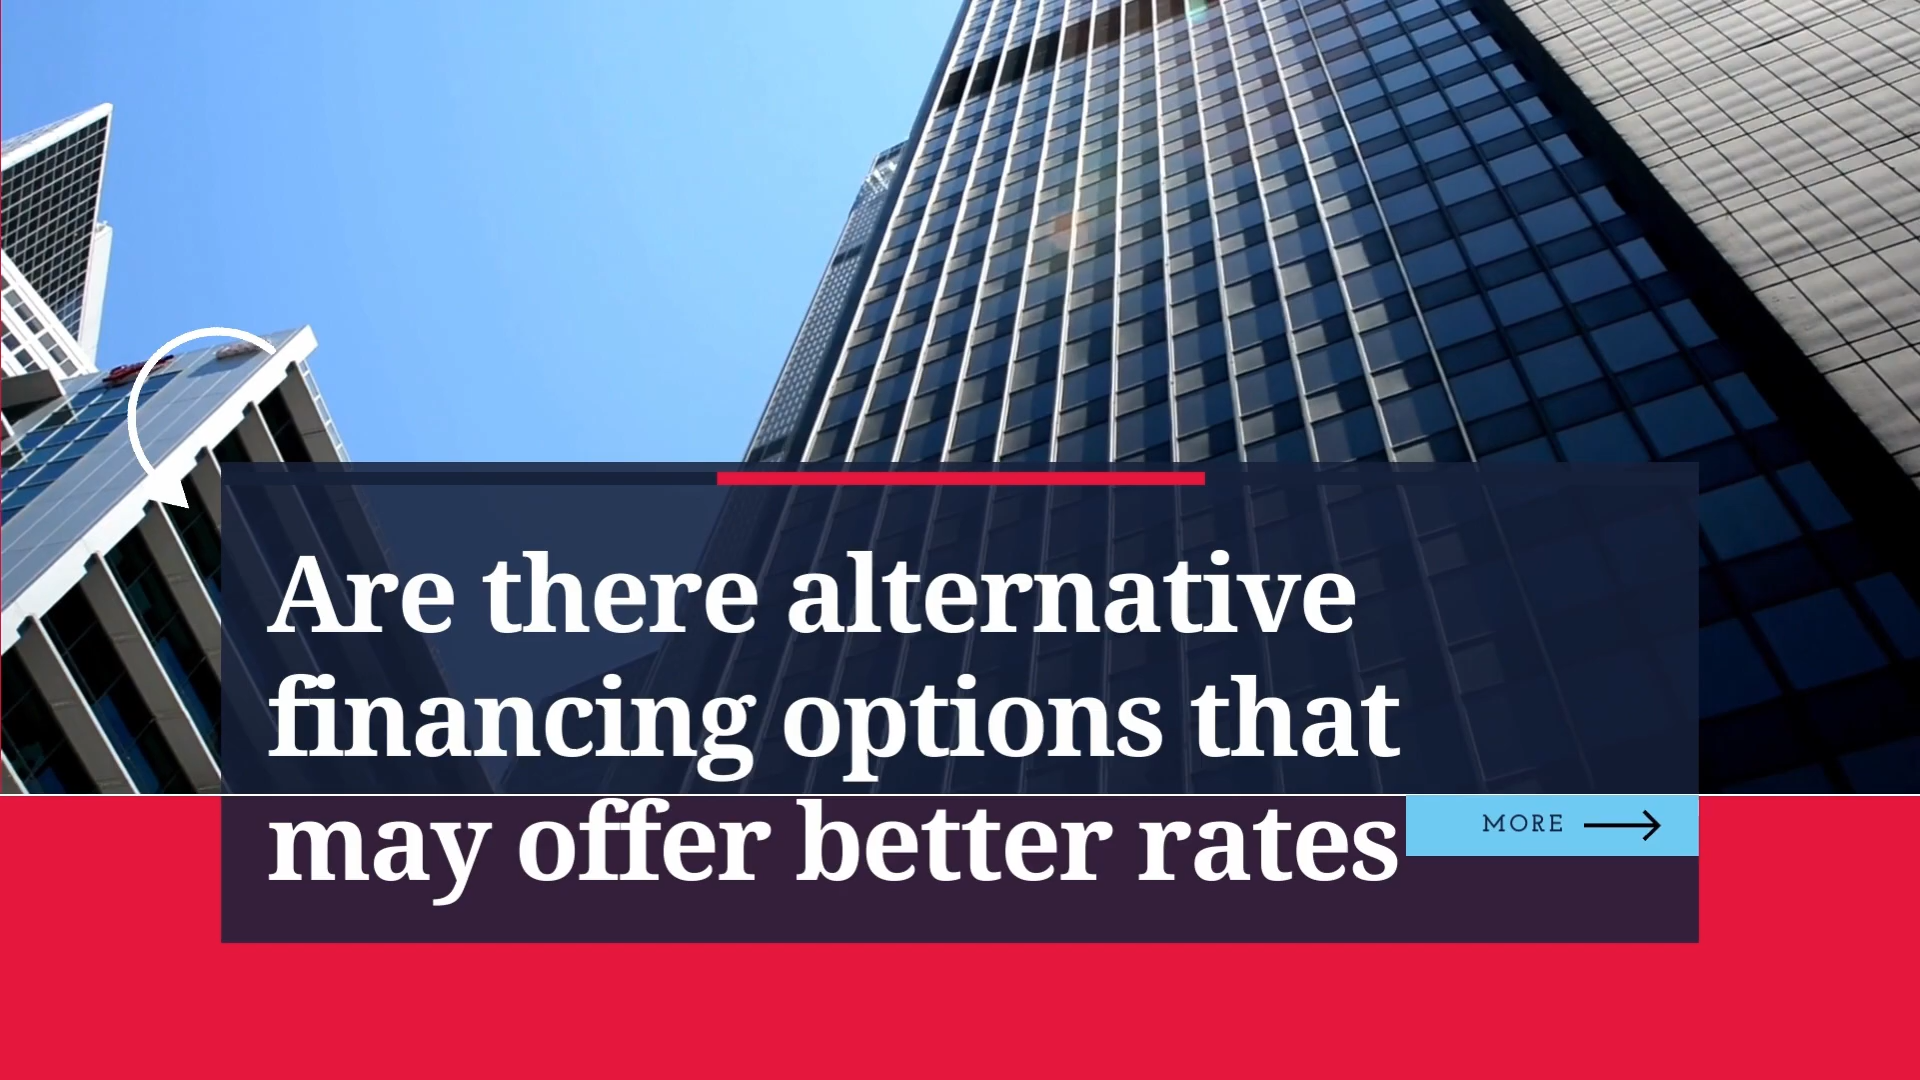 Are there alternative
financing options that
may offer better rates
MORE